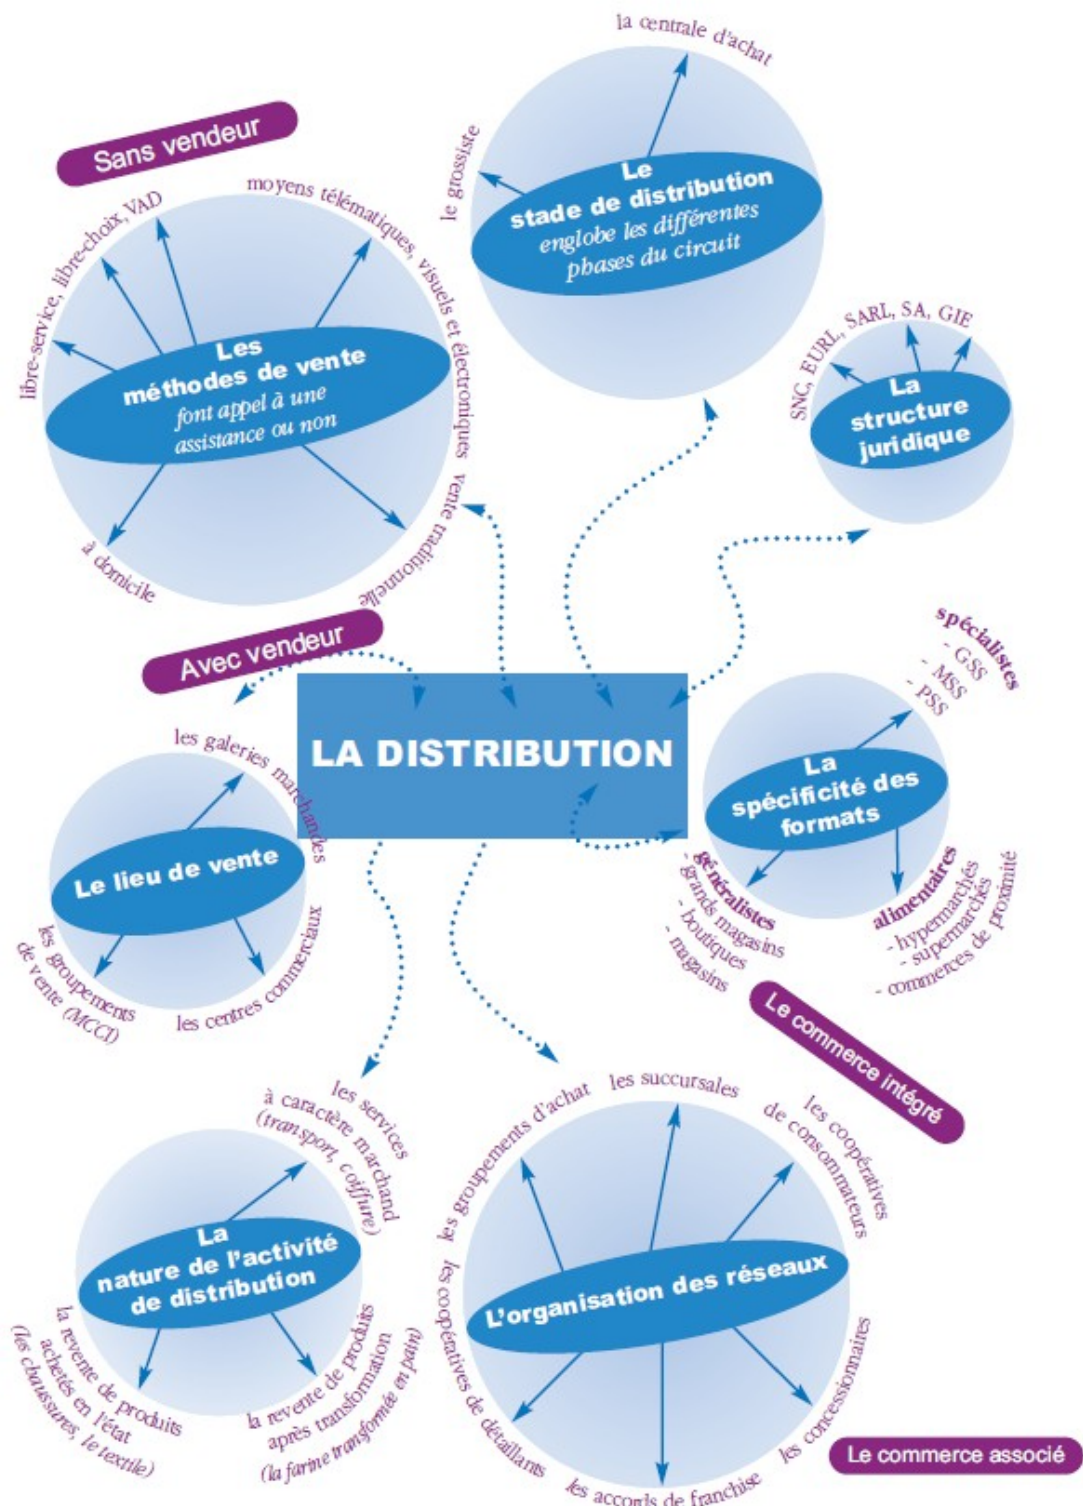 la centrale d'achat
le grossiste
Le
stade de distribution
englobe les différentes
phases du circuit
Sans vendeur
libre-service, libre-choix, VAD
moyens télématiques, visuels et électroniques
Les
méthodes de vente
font appel à une
assistance ou non
à domicile
vente traditionnelle
Avec vendeur
SNC, EURL, SARL, SA, GIE
La
structure
juridique
LA DISTRIBUTION
spécialistes
- GSS
- MSS
- PSS
La
spécificité des
formats
généralistes
- grands magasins
- boutiques
- magasins
alimentaires
- hypermarchés
- supermarchés
- commerces de proximité
les galeries marchandes
Le lieu de vente
les groupements
de vente (MCCI)
les centres commerciaux
Le commerce intégré
les services
à caractère marchand
(transport, coiffure)
La
nature de l'activité
de distribution
la revente de produits
achetés en l'état
(les chaussures, le textile)
la revente de produits
après transformation
(la farine transformée en pain)
les groupements d'achat
les succursales
les coopératives
de consommateurs
L'organisation des réseaux
les coopératives de détaillants
les accords de franchise
les concessionnaires
Le commerce associé